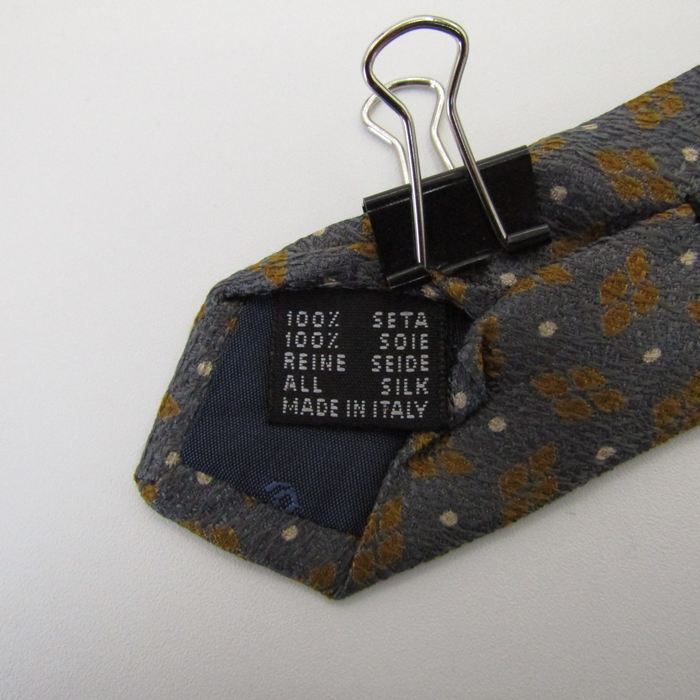 100% SETA
100% SOIE
REINE SEIDE
ALL SILK
MADE IN ITALY